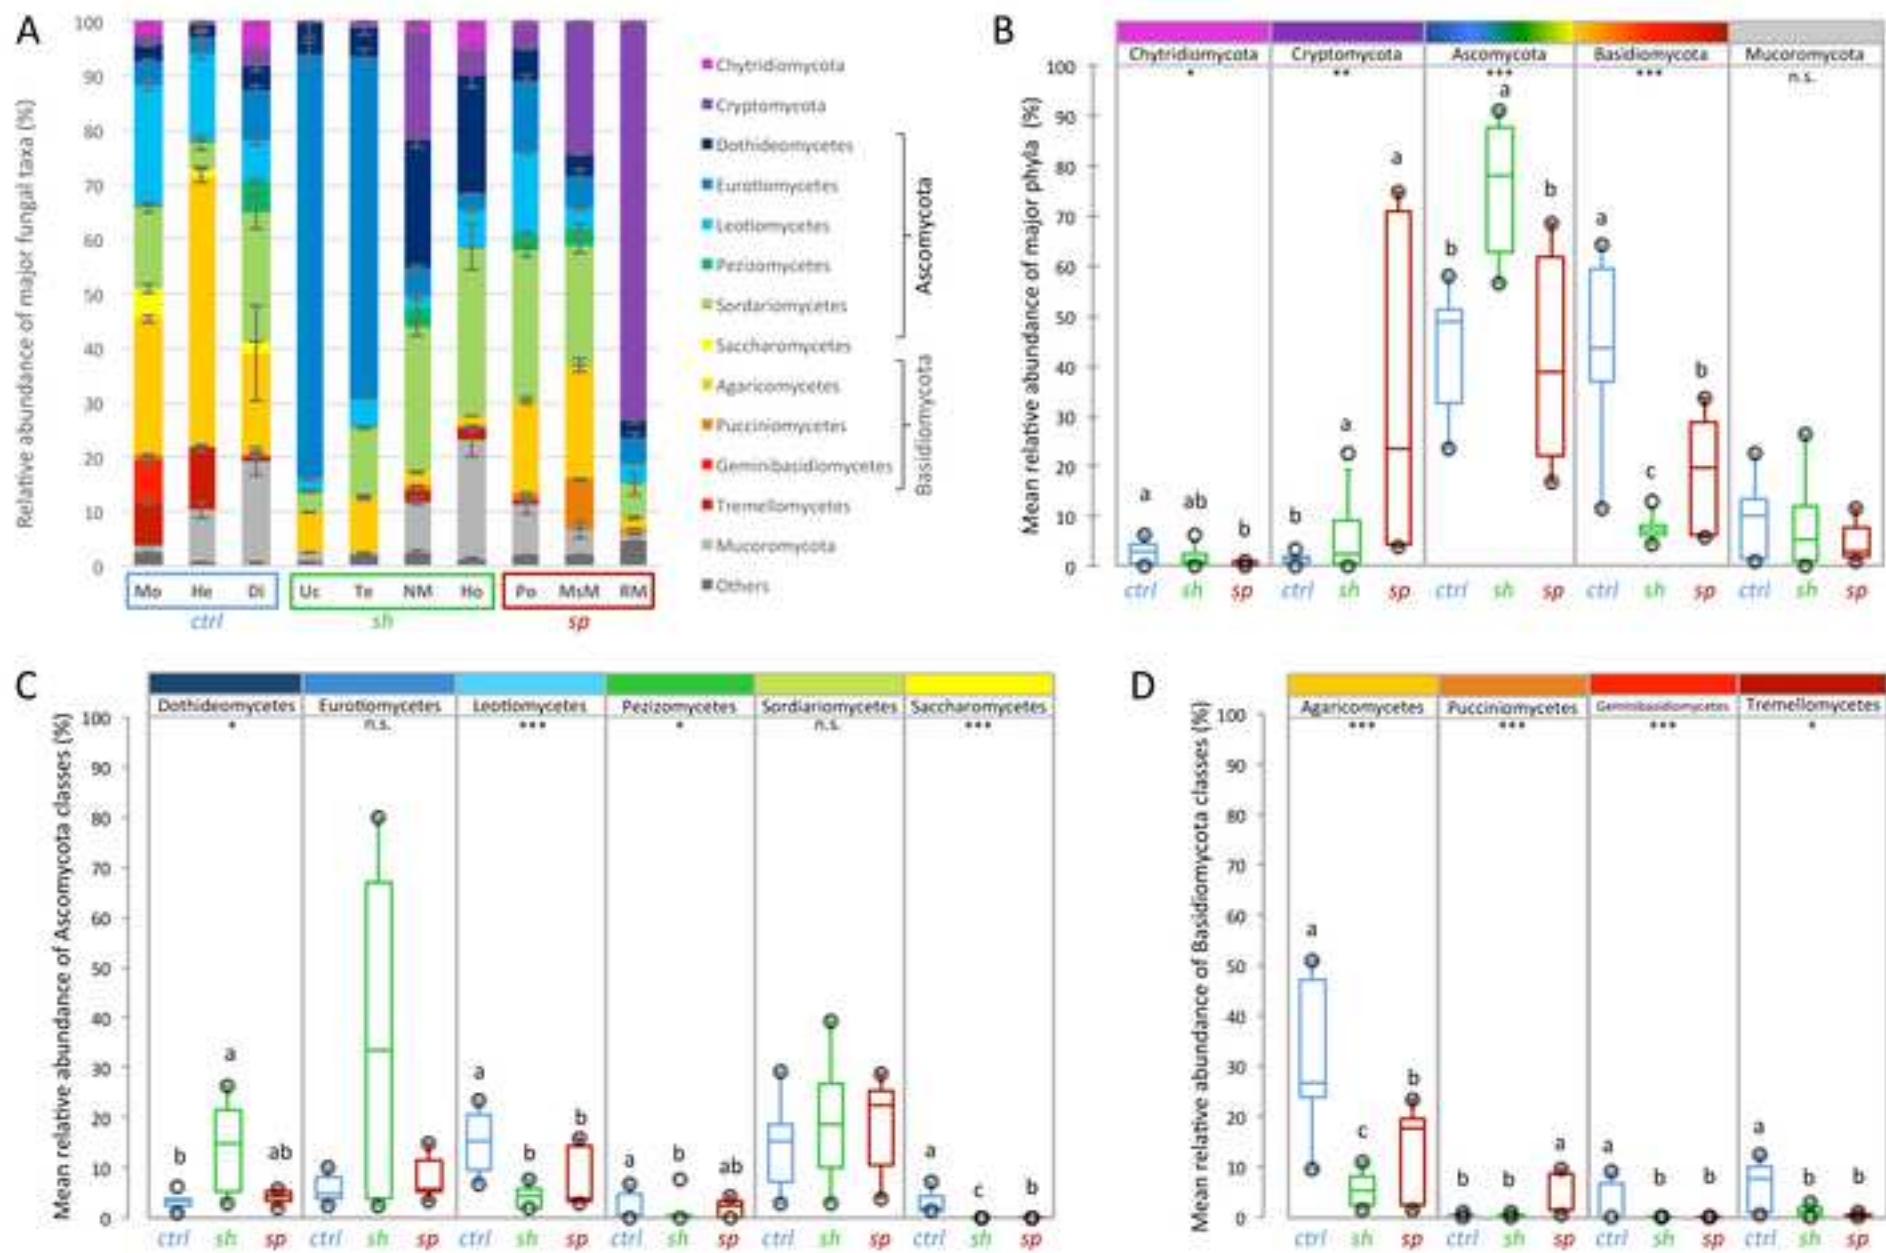 A
Relative abundance of major fungal taxa (%)
100
90
80
70
60
50
40
30
20
10
0
Mo He Di Uc Te NM Ho Po MsM RM
ctrl sh sp
Chytridiomycota
Cryptomycota
Dothideomycetes
Eurotiomycetes
Leotiomycetes
Pezizomycetes
Sordariomycetes
Saccharomycetes
Agaricomycetes
Pucciniomycetes
Geminibasidiomycetes
Tremellomycetes
Mucoromycota
Others
Ascomycota
Basidiomycota
B
Mean relative abundance of major phyla (%)
Chytridiomycota Cryptomycota Ascomycota Basidiomycota Mucoromycota
* ** *** *** n.s.
100
90
80
70
60
50
40
30
20
10
0
a ab b b a a b a b a c b
ctrl sh sp ctrl sh sp ctrl sh sp ctrl sh sp ctrl sh sp
C
Mean relative abundance of Ascomycota classes (%)
Dothideomycetes Eurotiomycetes Leotiomycetes Pezizomycetes Sordiariomycetes Saccharomycetes
* n.s. *** * n.s. ***
100
90
80
70
60
50
40
30
20
10
0
b a ab a b b a b ab a c b
ctrl sh sp ctrl sh sp ctrl sh sp ctrl sh sp ctrl sh sp ctrl sh sp
D
Mean relative abundance of Basidiomycota classes (%)
Agaricomycetes Pucciniomycetes Geminibasidiomycetes Tremellomycetes
*** *** *** *
100
90
80
70
60
50
40
30
20
10
0
a c b b b a a b b a b b
ctrl sh sp ctrl sh sp ctrl sh sp ctrl sh sp